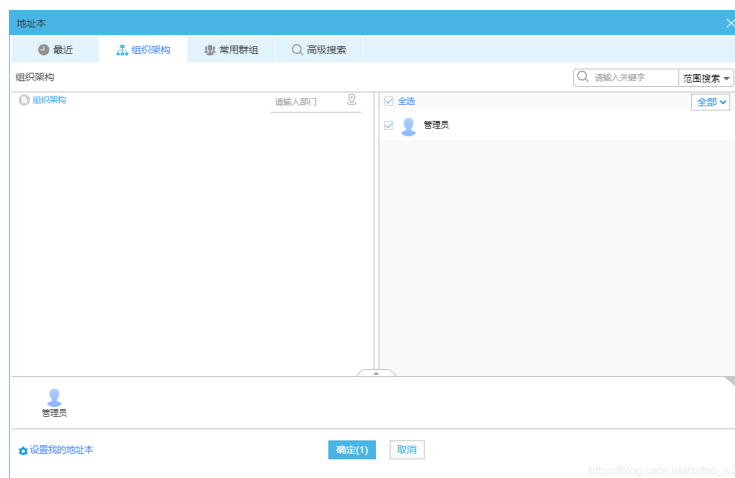 地址本
最近 组织架构 常用群组 高级搜索
组织架构 请输入关键字 范围搜索
组织架构 请输入部门 全选 全部
管理员
管理员
设置我的地址本 确定(1) 取消
https://blog.csdn.net/sutao_w3